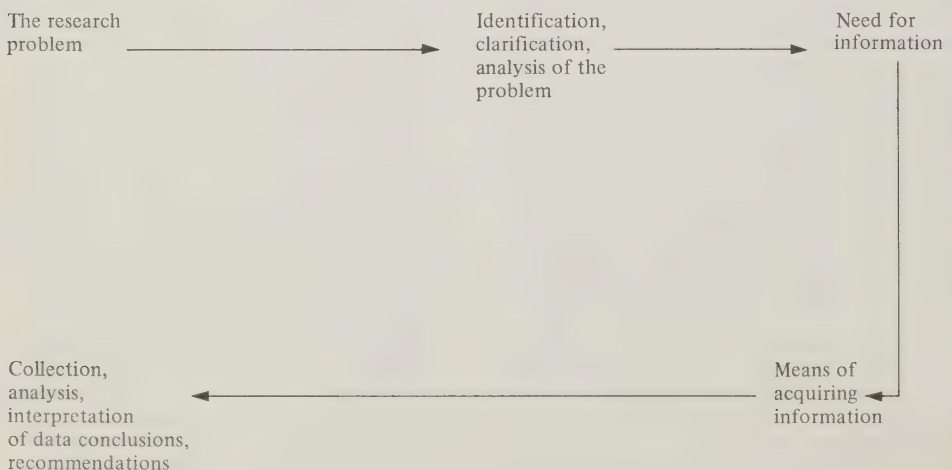 The research
problem
Identification,
clarification,
analysis of the
problem
Need for
information
Means of
acquiring
information
Collection,
analysis,
interpretation
of data conclusions,
recommendations